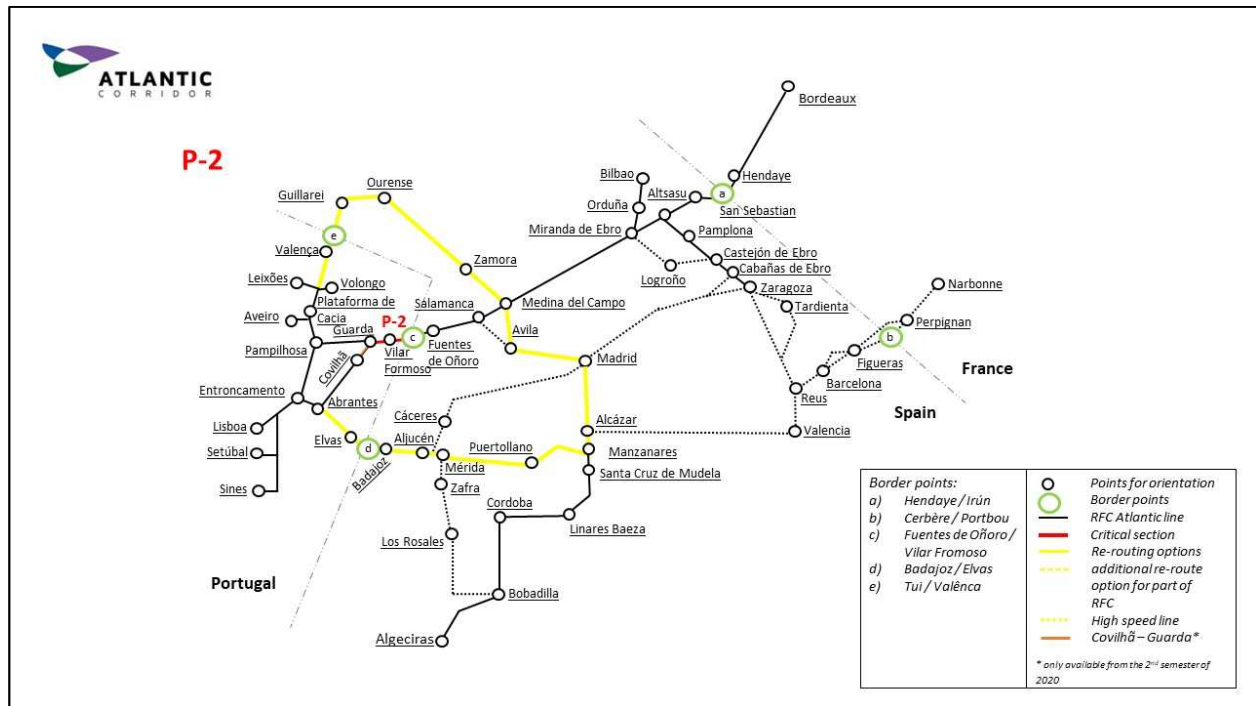 ATLANTIC
CORRIDOR
P-2
Bordeaux
Hendaye
a
Bilbao
Altsasu
Orduña
San Sebastian
Ourense
Guillarei
Miranda de Ebro
Pamplona
e
Castejón de Ebro
Valença
Cabañas de Ebro
Zamora
Logroño
Zaragoza
Leixões
Volongo
Narbonne
Salamanca
Medina del Campo
Tardienta
Plataforma de
Cacia
Perpignan
Aveiro
P-2
Guarda
c
Avila
b
Pampilhosa
Vilar
Formoso
Fuentes
de Oñoro
Madrid
Figueras
Covilhã
Barcelona
France
Entroncamento
Abrantes
Reus
Spain
Cáceres
Alcázar
Lisboa
Valencia
Elvas
d
Aljucén
Puertollano
Manzanares
Setúbal
Badajoz
Mérida
Santa Cruz de Mudela
Zafra
Sines
Cordoba
Linares Baeza
Los Rosales
Portugal
Bobadilla
Algeciras
Border points:
a) Hendaye / Irún
b) Cerbère / Portbou
c) Fuentes de Oñoro /
Vilar Fromoso
d) Badajoz / Elvas
e) Tui / Valênca
Points for orientation
Border points
RFC Atlantic line
Critical section
Re-routing options
additional re-route
option for part of
RFC
High speed line
Covilhã – Guarda*
* only available from the 2nd semester of
2020